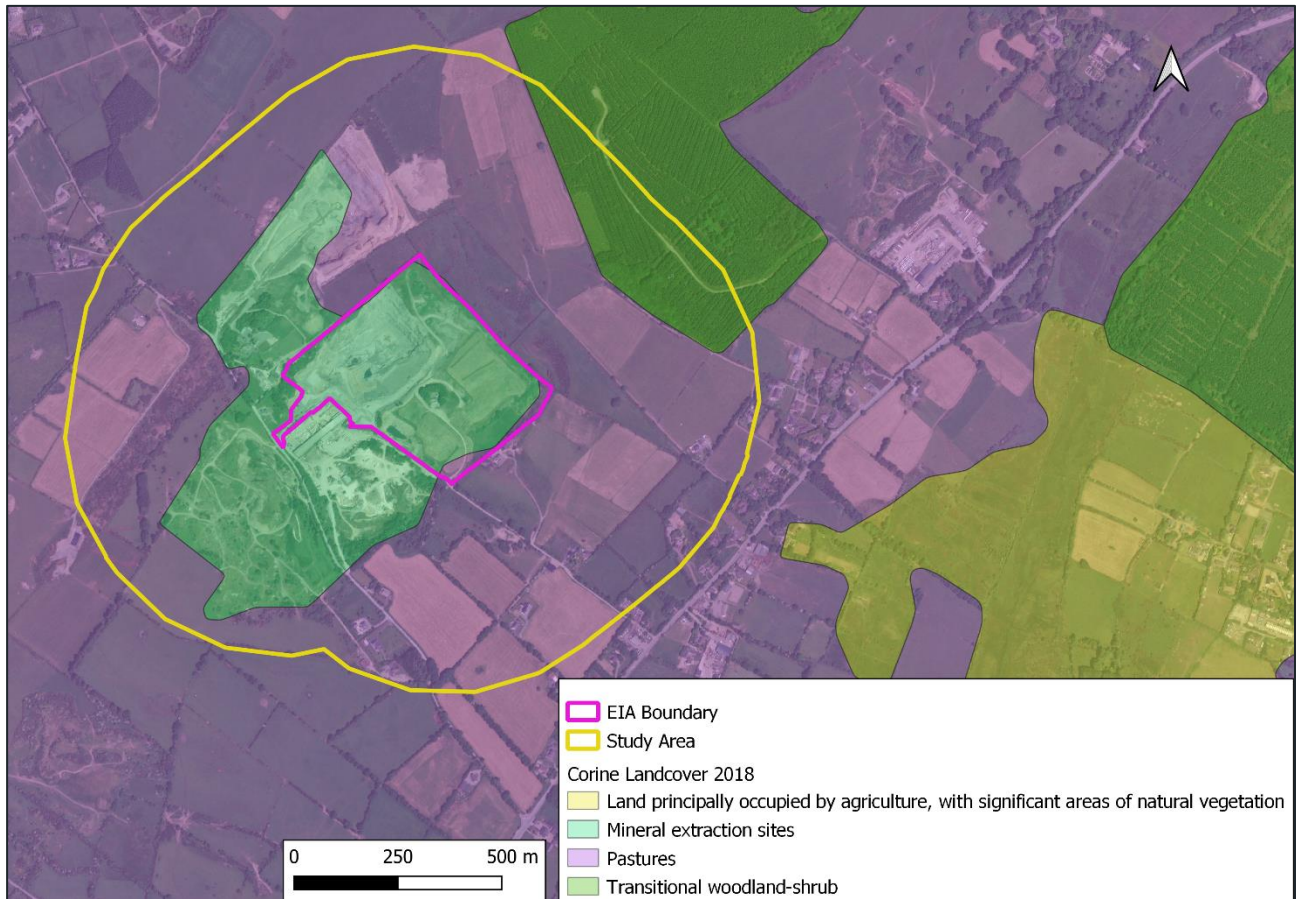 EIA Boundary
Study Area
Corine Landcover 2018
Land principally occupied by agriculture, with significant areas of natural vegetation
Mineral extraction sites
Pastures
Transitional woodland-shrub
0 250 500 m